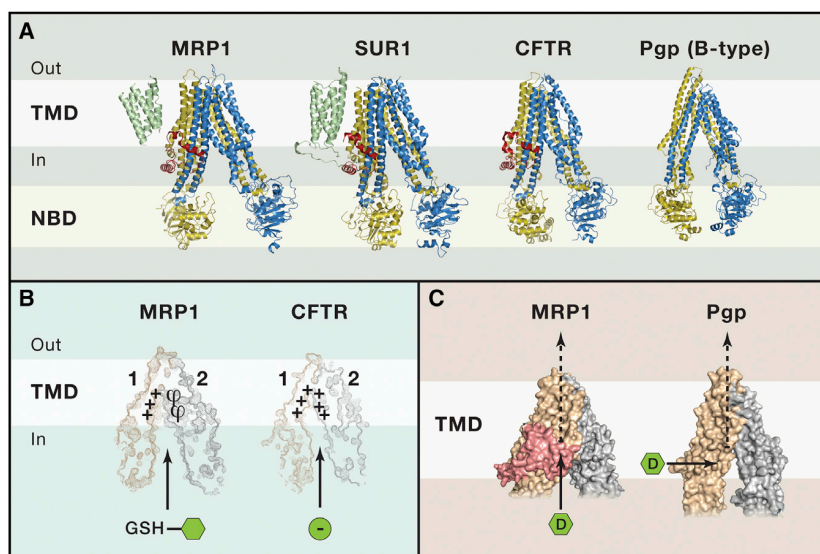 A
MRP1 SUR1 CFTR Pgp (B-type)
Out
TMD
In
NBD
B
MRP1 CFTR
Out
TMD
1 2 1 2
+ φ + +
+ φ + +
+ + +
In
GSH -
C
MRP1 Pgp
TMD
D
D